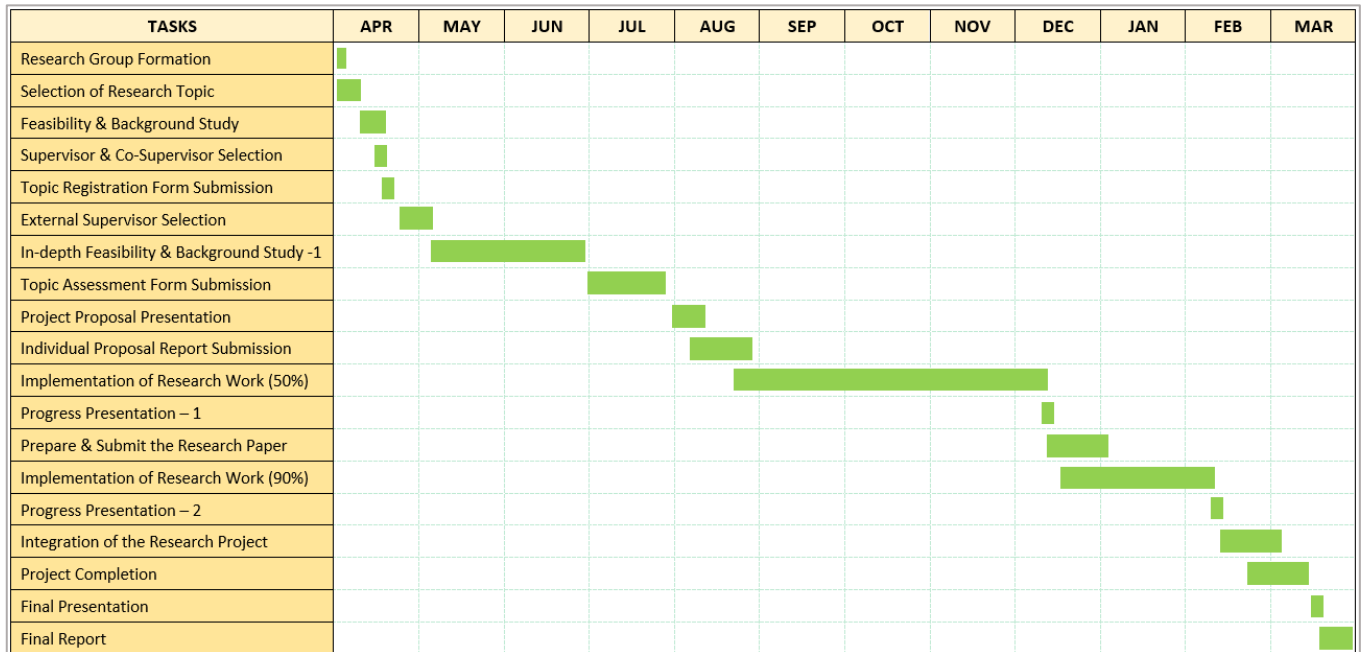 TASKS APR MAY JUN JUL AUG SEP OCT NOV DEC JAN FEB MAR
Research Group Formation
Selection of Research Topic
Feasibility & Background Study
Supervisor & Co-Supervisor Selection
Topic Registration Form Submission
External Supervisor Selection
In-depth Feasibility & Background Study -1
Topic Assessment Form Submission
Project Proposal Presentation
Individual Proposal Report Submission
Implementation of Research Work (50%)
Progress Presentation – 1
Prepare & Submit the Research Paper
Implementation of Research Work (90%)
Progress Presentation – 2
Integration of the Research Project
Project Completion
Final Presentation
Final Report